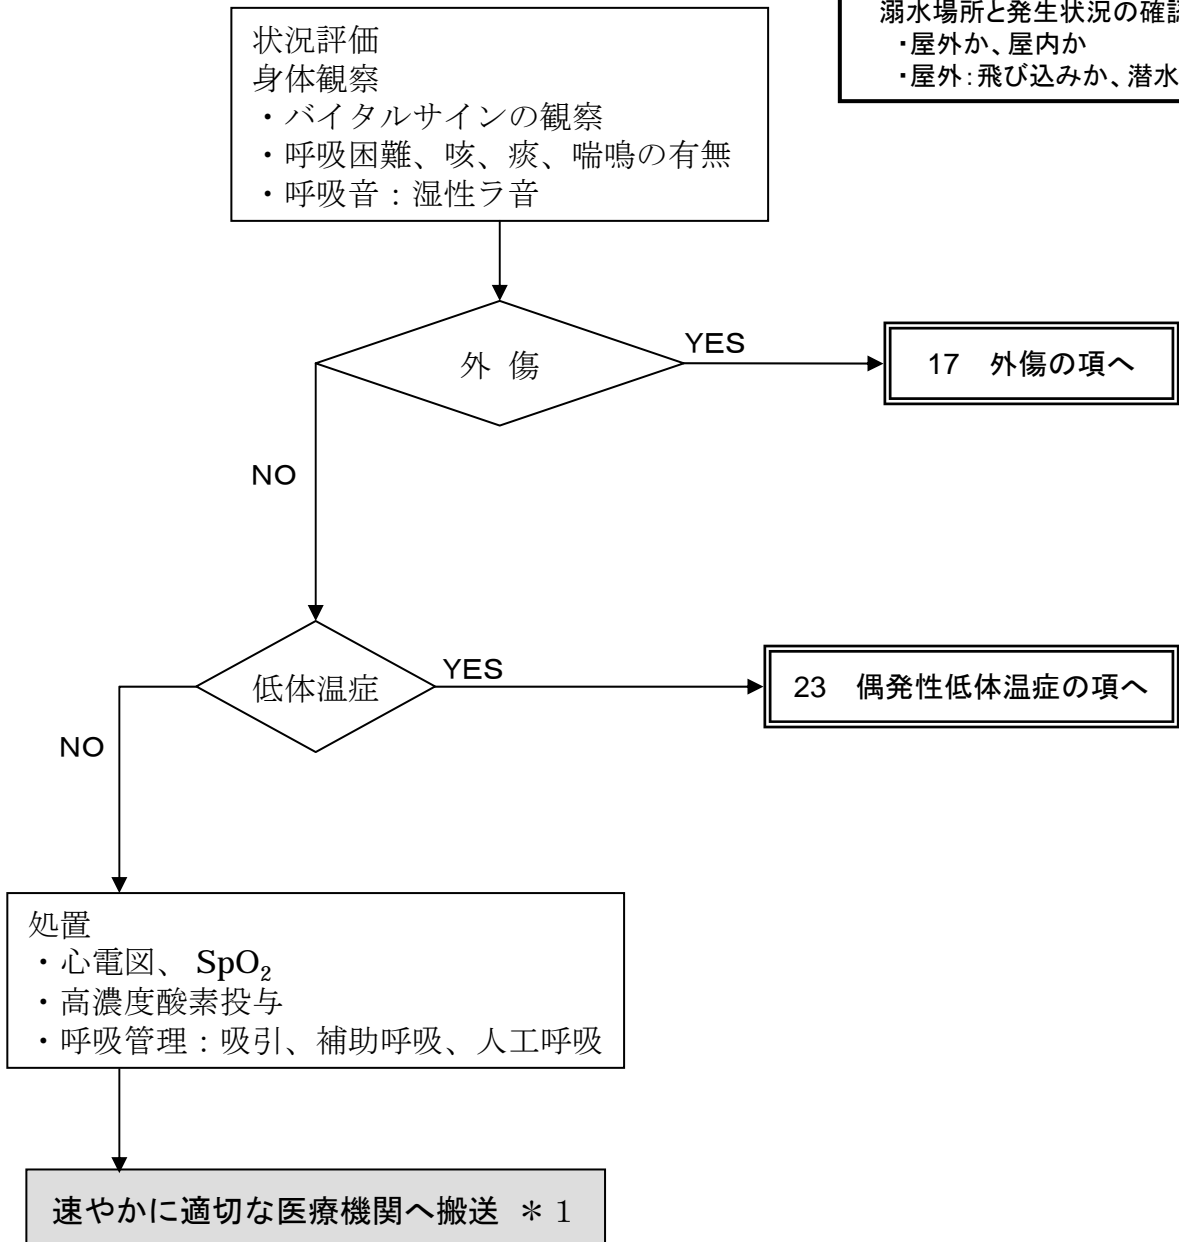 溺水場所と発生状況の確認
・屋外か、屋内か
・屋外：飛び込みか、潜水
状況評価
身体観察
・バイタルサインの観察
・呼吸困難、咳、痰、喘鳴の有無
・呼吸音：湿性ラ音
外 傷
YES
17　外傷の項へ
NO
低体温症
YES
23　偶発性低体温症の項へ
NO
処置
・心電図、 SpO₂
・高濃度酸素投与
・呼吸管理：吸引、補助呼吸、人工呼吸
速やかに適切な医療機関へ搬送 ＊1